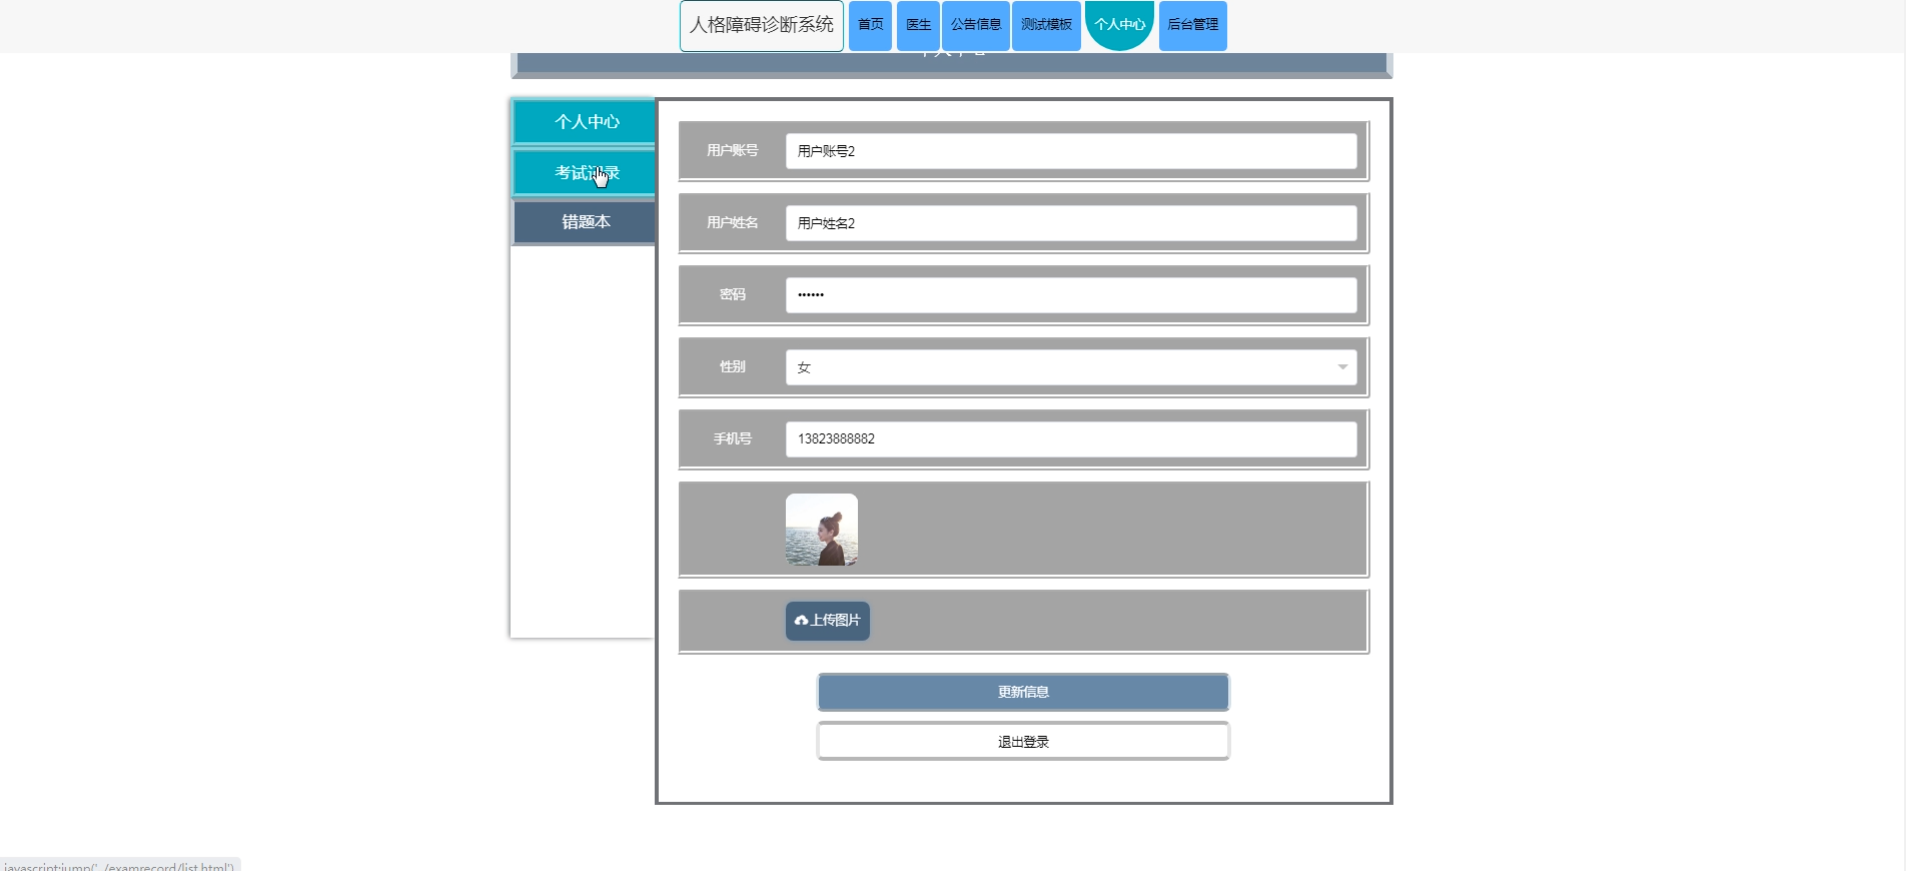 人格障碍诊断系统 首页 医生 公告信息 测试模板 个人中心 后台管理
个人中心
考试记录
错题本
用户账号 用户账号2
用户姓名 用户姓名2
密码 ••••••
性别 女
手机号 13823888882
上传图片
更新信息
退出登录
javascript:jump('../examrecord/list.html')